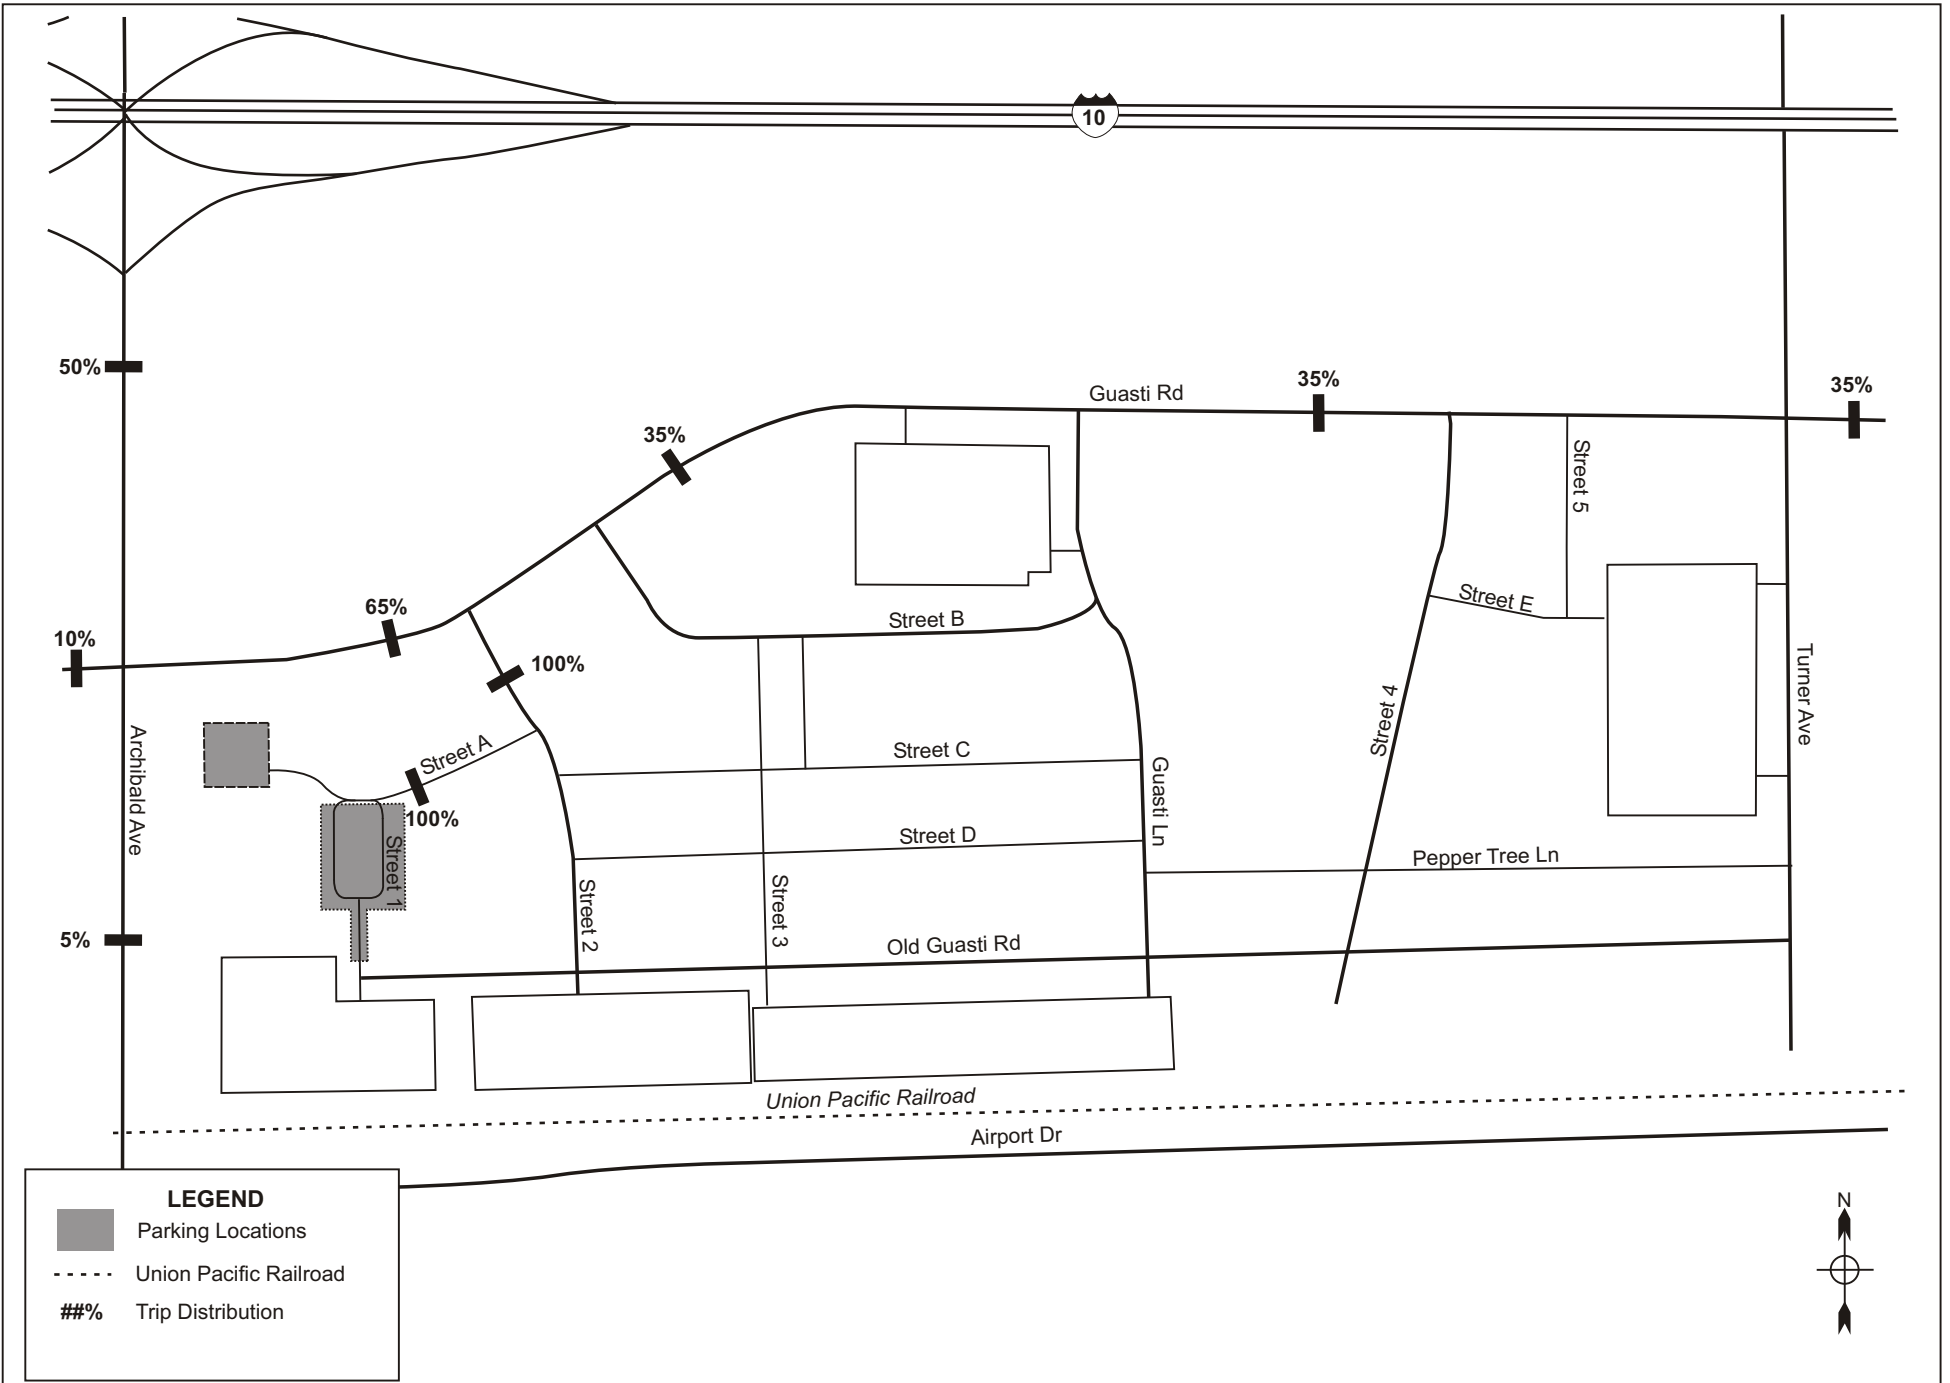 10
50%
Guasti Rd
35%
35%
35%
Street 5
65%
10%
100%
Street B
Street E
Turner Ave
Archibald Ave
Street A
Street C
Street 4
Guasti Ln
100%
Street 1
Street D
Pepper Tree Ln
Street 2
Street 3
5%
Old Guasti Rd
Union Pacific Railroad
Airport Dr
LEGEND
Parking Locations
Union Pacific Railroad
##% Trip Distribution
N